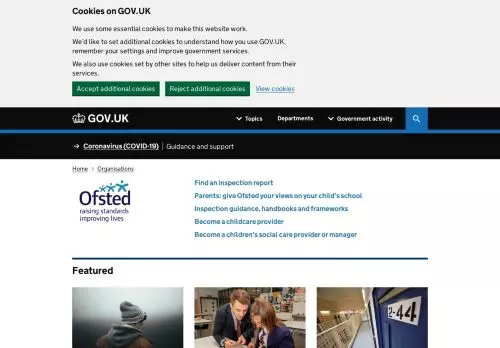 Cookies on GOV.UK
We use some essential cookies to make this website work.
We'd like to set additional cookies to understand how you use GOV.UK,
remember your settings and improve government services.
We also use cookies set by other sites to help us deliver content from their
services.
Accept additional cookies Reject additional cookies View cookies
GOV.UK Topics Departments Government activity
Coronavirus (COVID-19) Guidance and support
Home Organisations
Ofsted
raising standards
improving lives
Find an inspection report
Parents: give Ofsted your views on your child's school
Inspection guidance, handbooks and frameworks
Become a childcare provider
Become a children's social care provider or manager
Featured
2-44